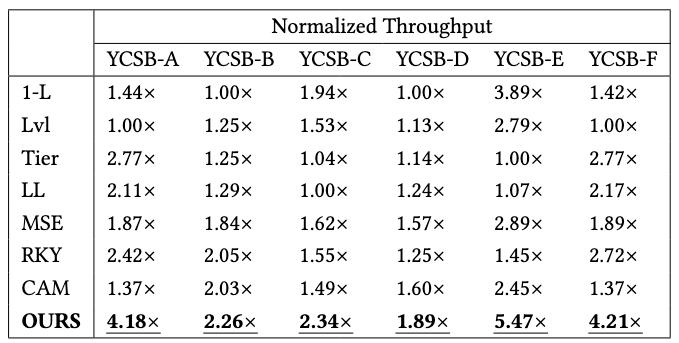 Normalized Throughput
YCSB-A YCSB-B YCSB-C YCSB-D YCSB-E YCSB-F
1-L 1.44× 1.00× 1.94× 1.00× 3.89× 1.42×
Lvl 1.00× 1.25× 1.53× 1.13× 2.79× 1.00×
Tier 2.77× 1.25× 1.04× 1.14× 1.00× 2.77×
LL 2.11× 1.29× 1.00× 1.24× 1.07× 2.17×
MSE 1.87× 1.84× 1.62× 1.57× 2.89× 1.89×
RKY 2.42× 2.05× 1.55× 1.25× 1.45× 2.72×
CAM 1.37× 2.03× 1.49× 1.60× 2.45× 1.37×
OURS 4.18× 2.26× 2.34× 1.89× 5.47× 4.21×